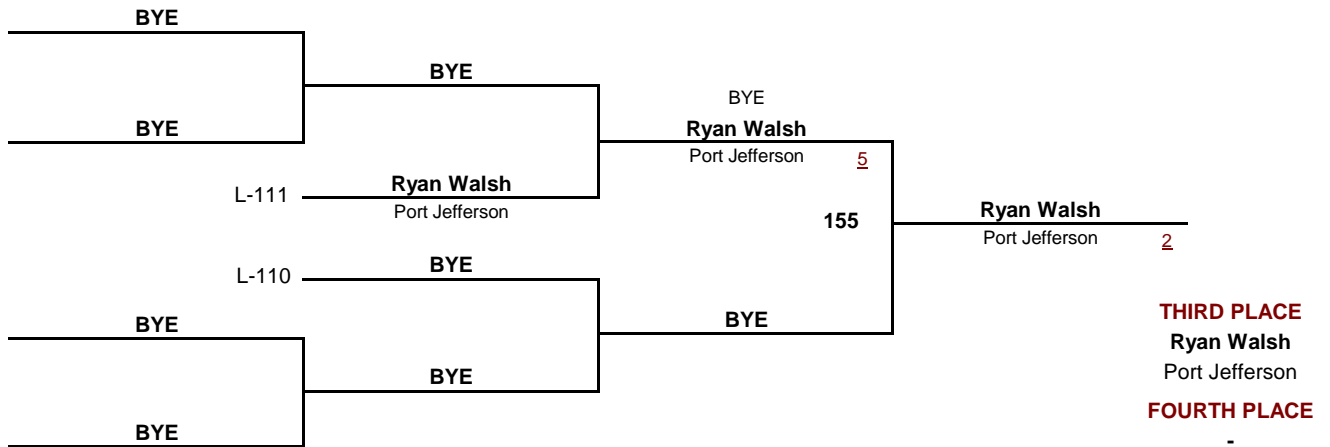 BYE
BYE
BYE
BYE
Ryan Walsh
Port Jefferson 5
L-111 Ryan Walsh
Port Jefferson
155
Ryan Walsh
Port Jefferson 2
L-110 BYE
BYE
BYE
BYE
BYE
THIRD PLACE
Ryan Walsh
Port Jefferson
FOURTH PLACE
-